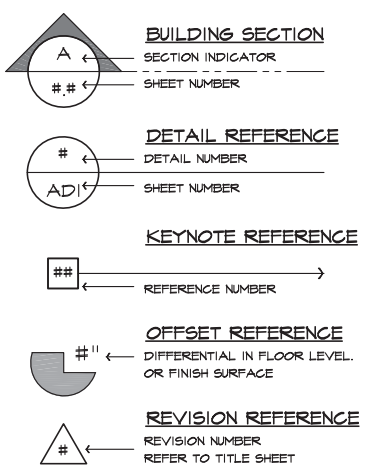 BUILDING SECTION
A
SECTION INDICATOR
##.#
SHEET NUMBER
DETAIL REFERENCE
#
DETAIL NUMBER
AD1
SHEET NUMBER
KEYNOTE REFERENCE
##
REFERENCE NUMBER
OFFSET REFERENCE
#"
DIFFERENTIAL IN FLOOR LEVEL.
OR FINISH SURFACE
REVISION REFERENCE
REVISION NUMBER
#
REFER TO TITLE SHEET